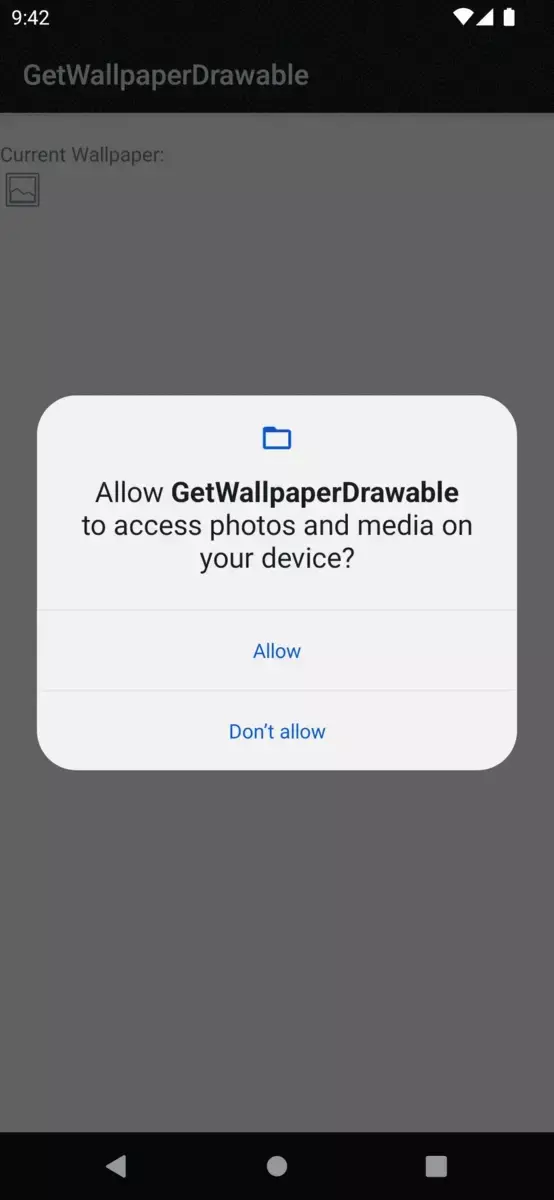 9:42
GetWallpaperDrawable
Current Wallpaper:
Allow GetWallpaperDrawable
to access photos and media on
your device?
Allow
Don’t allow